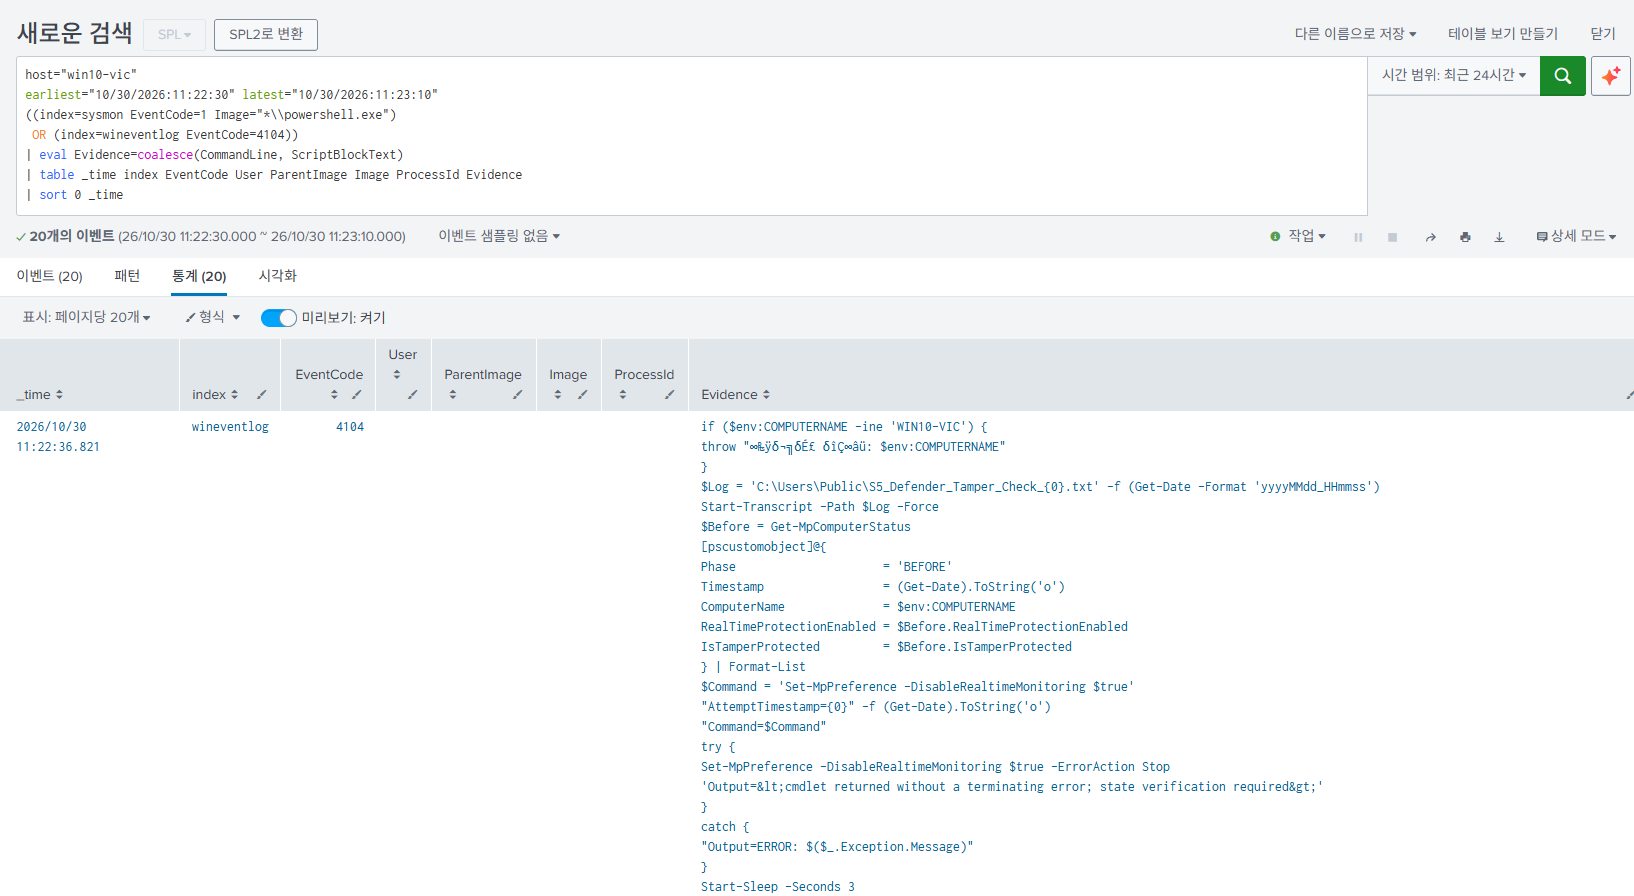 새로운 검색 SPL SPL2로 변환 다른 이름으로 저장 테이블 보기 만들기 닫기
host="win10-vic"
earliest="10/30/2026:11:22:30" latest="10/30/2026:11:23:10"
((index=sysmon EventCode=1 Image="*\\powershell.exe")
OR (index=wineventlog EventCode=4104))
| eval Evidence=coalesce(CommandLine, ScriptBlockText)
| table _time index EventCode User ParentImage Image ProcessId Evidence
| sort 0 _time
시간 범위: 최근 24시간
20개의 이벤트 (26/10/30 11:22:30.000 ~ 26/10/30 11:23:10.000) 이벤트 샘플링 없음 작업 상세 모드
이벤트 (20) 패턴 통계 (20) 시각화
표시: 페이지당 20개 형식 미리보기: 켜기
_time index EventCode User ParentImage Image ProcessId Evidence
2026/10/30 wineventlog 4104 if ($env:COMPUTERNAME -ine 'WIN10-VIC') {
11:22:36.821 throw "∞‰ÿδ¬╗δÉ£ δîÇ∞âü: $env:COMPUTERNAME"
}
$Log = 'C:\Users\Public\S5_Defender_Tamper_Check_{0}.txt' -f (Get-Date -Format 'yyyyMMdd_HHmmss')
Start-Transcript -Path $Log -Force
$Before = Get-MpComputerStatus
[pscustomobject]@{
Phase = 'BEFORE'
Timestamp = (Get-Date).ToString('o')
ComputerName = $env:COMPUTERNAME
RealTimeProtectionEnabled = $Before.RealTimeProtectionEnabled
IsTamperProtected = $Before.IsTamperProtected
} | Format-List
$Command = 'Set-MpPreference -DisableRealtimeMonitoring $true'
"AttemptTimestamp={0}" -f (Get-Date).ToString('o')
"Command=$Command"
try {
Set-MpPreference -DisableRealtimeMonitoring $true -ErrorAction Stop
'Output=&lt;cmdlet returned without a terminating error; state verification required&gt;'
}
catch {
"Output=ERROR: $($_.Exception.Message)"
}
Start-Sleep -Seconds 3